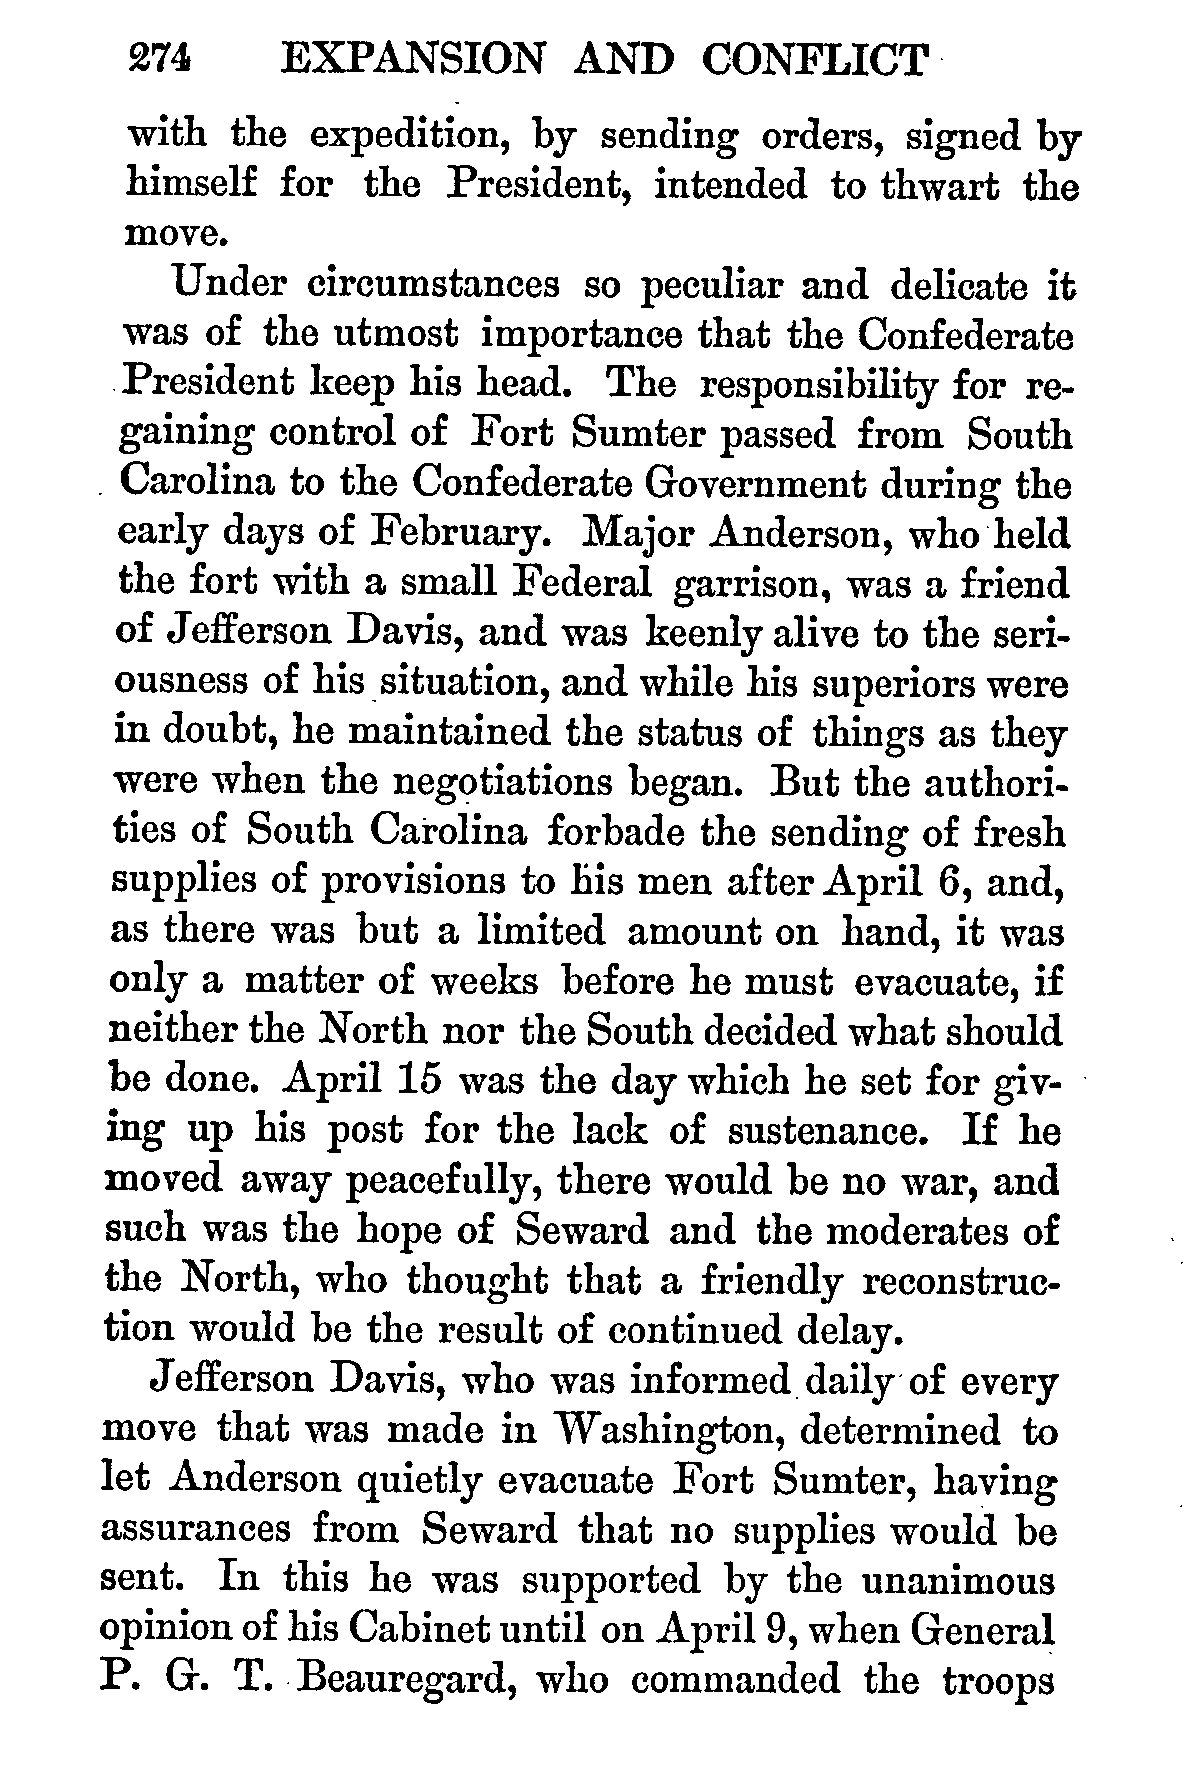 274 EXPANSION AND CONFLICT
with the expedition, by sending orders, signed by
himself for the President, intended to thwart the
move.
Under circumstances so peculiar and delicate it
was of the utmost importance that the Confederate
President keep his head. The responsibility for re-
gaining control of Fort Sumter passed from South
Carolina to the Confederate Government during the
early days of February. Major Anderson, who held
the fort with a small Federal garrison, was a friend
of Jefferson Davis, and was keenly alive to the seri-
ousness of his situation, and while his superiors were
in doubt, he maintained the status of things as they
were when the negotiations began. But the authori-
ties of South Carolina forbade the sending of fresh
supplies of provisions to his men after April 6, and,
as there was but a limited amount on hand, it was
only a matter of weeks before he must evacuate, if
neither the North nor the South decided what should
be done. April 15 was the day which he set for giv-
ing up his post for the lack of sustenance. If he
moved away peacefully, there would be no war, and
such was the hope of Seward and the moderates of
the North, who thought that a friendly reconstruc-
tion would be the result of continued delay.
Jefferson Davis, who was informed daily of every
move that was made in Washington, determined to
let Anderson quietly evacuate Fort Sumter, having
assurances from Seward that no supplies would be
sent. In this he was supported by the unanimous
opinion of his Cabinet until on April 9, when General
P. G. T. Beauregard, who commanded the troops